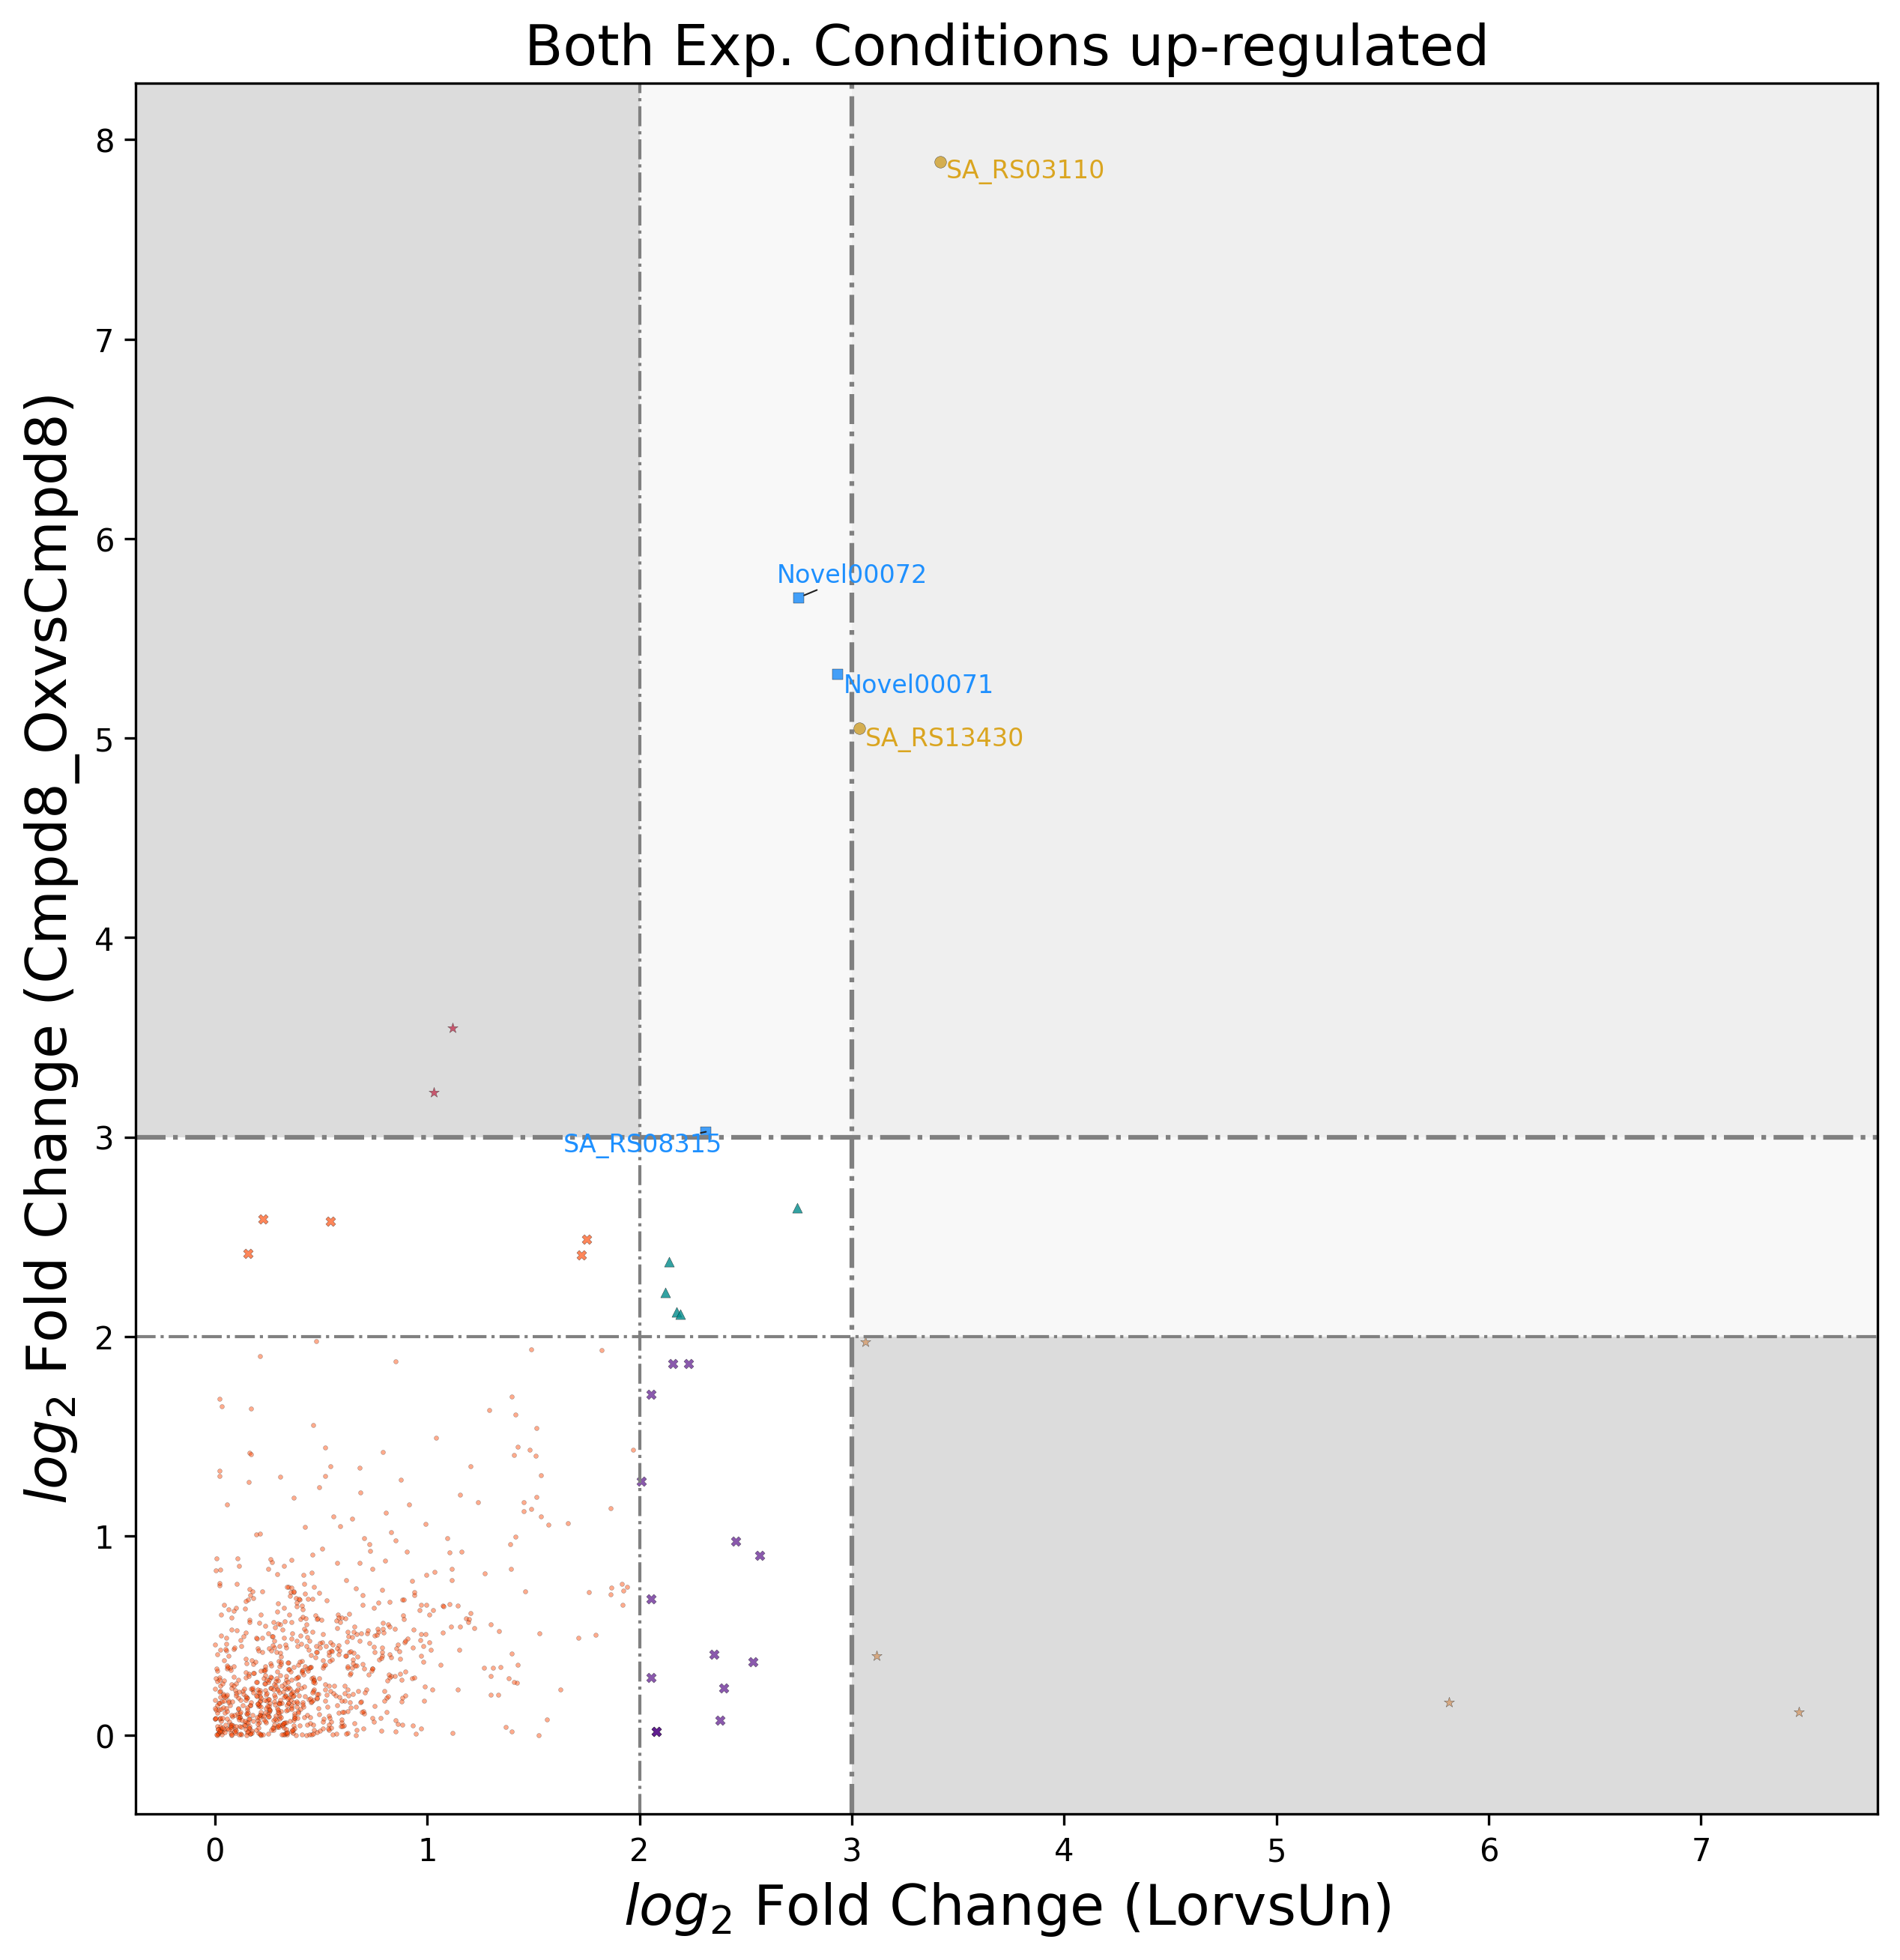 Both Exp. Conditions up-regulated
log2 Fold Change (Cmpd8_OxvsCmpd8)
8
7
6
5
4
3
2
1
0
SA_RS03110
Novel00072
Novel00071
SA_RS13430
SA_RS08315
0 1 2 3 4 5 6 7
log2 Fold Change (LorvsUn)